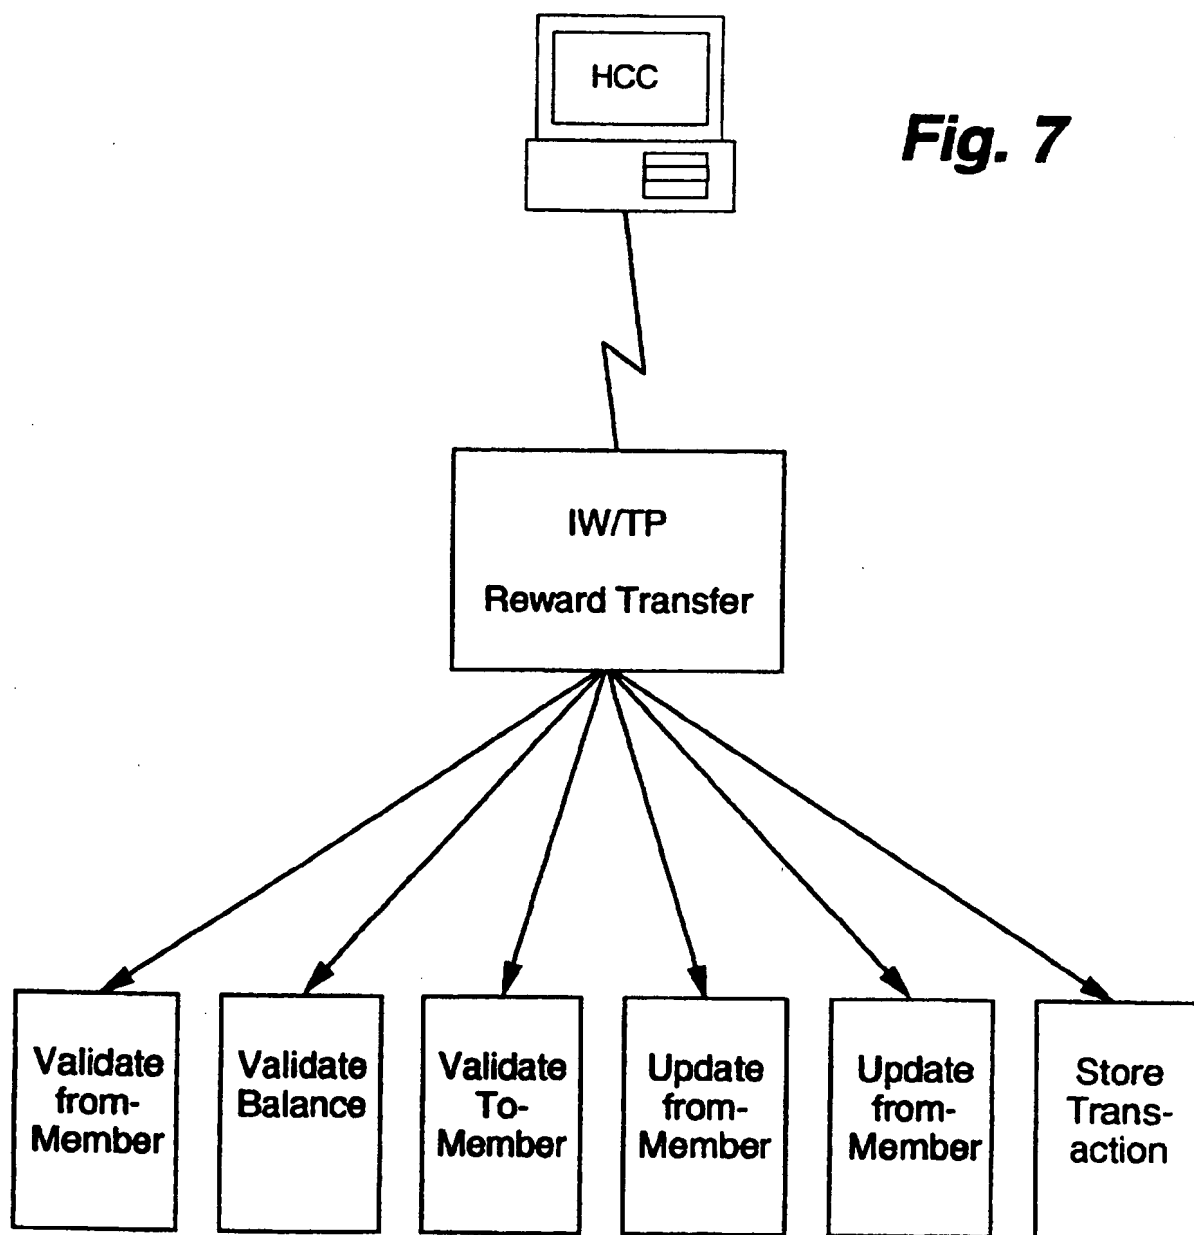 HCC
Fig. 7
IW/TP
Reward Transfer
Validate
from-
Member
Validate
Balance
Validate
To-
Member
Update
from-
Member
Update
from-
Member
Store
Trans-
action